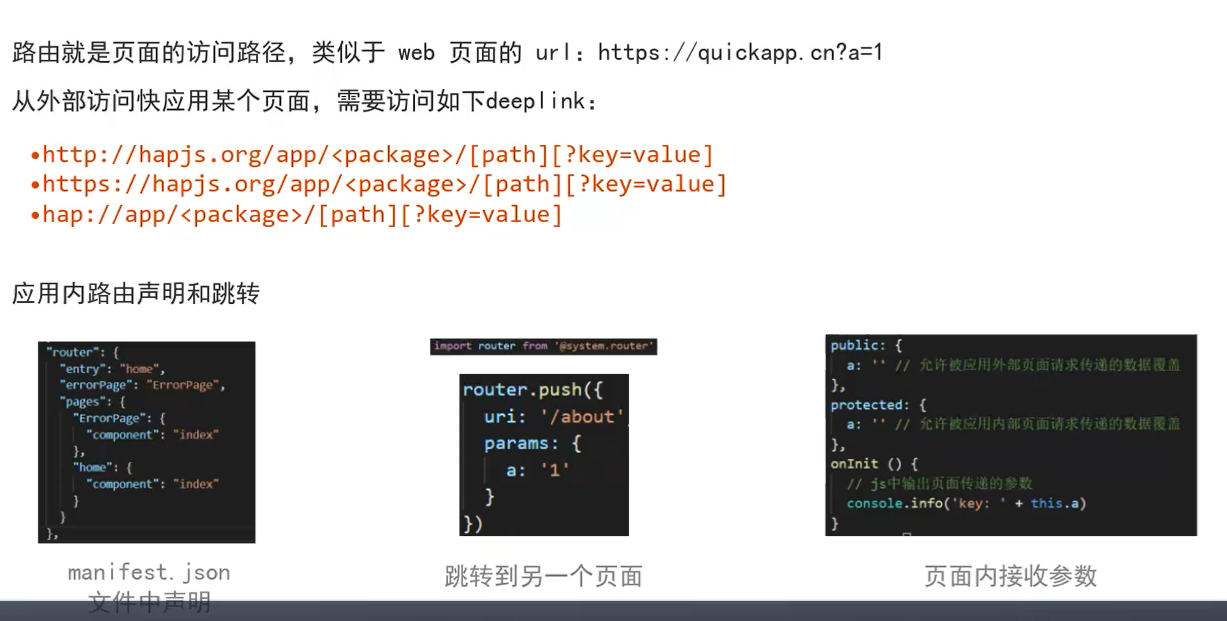 路由就是页面的访问路径，类似于 web 页面的 url：https://quickapp.cn?a=1
从外部访问快应用某个页面，需要访问如下deeplink：
•http://hapjs.org/app/<package>/[path][?key=value]
•https://hapjs.org/app/<package>/[path][?key=value]
•hap://app/<package>/[path][?key=value]
应用内路由声明和跳转
"router": {
"entry": "home",
"errorPage": "ErrorPage",
"pages": {
"ErrorPage": {
"component": "index"
},
"home": {
"component": "index"
}
}
},
manifest.json
文件中声明
import router from '@system.router'
router.push({
uri: '/about',
params: {
a: '1'
}
})
跳转到另一个页面
public: {
a: '' // 允许被应用外部页面请求传递的数据覆盖
},
protected: {
a: '' // 允许被应用内部页面请求传递的数据覆盖
},
onInit () {
// js中输出页面传递的参数
console.info('key: ' + this.a)
}
页面内接收参数